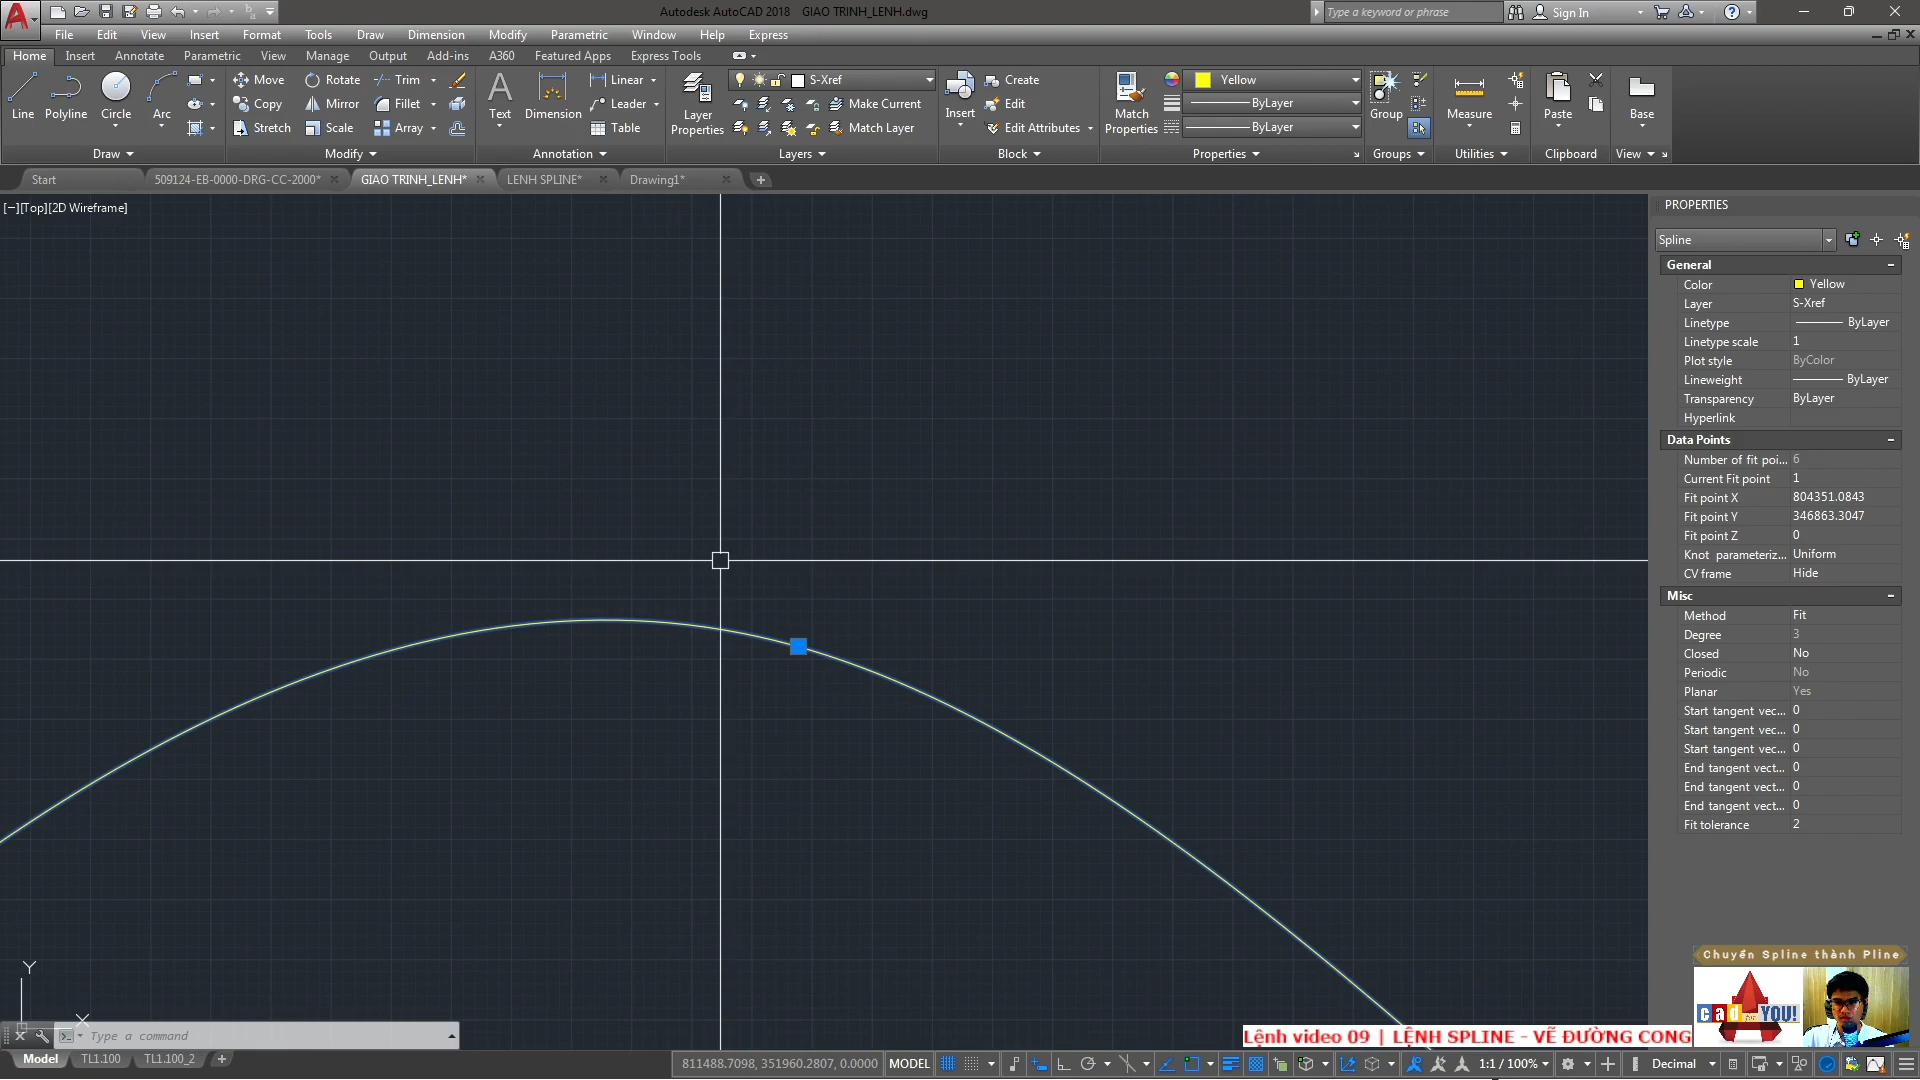 Autodesk AutoCAD 2018 GIAO TRINH_LENH.dwg
Type a keyword or phrase
Sign In
File Edit View Insert Format Tools Draw Dimension Modify Parametric Window Help Express
Home Insert Annotate Parametric View Manage Output Add-ins A360 Featured Apps Express Tools
Line Polyline Circle Arc
Move Rotate Trim
Copy Mirror Fillet
Stretch Scale Array
Text Dimension
Linear
Leader
Table
Layer Properties
S-Xref
Make Current
Match Layer
Insert
Create
Edit
Edit Attributes
Match Properties
Yellow
ByLayer
ByLayer
Group
Measure
Paste
Base
Draw Modify Annotation Layers Block Properties Groups Utilities Clipboard View
Start 509124-EB-0000-DRG-CC-2000* GIAO TRINH_LENH* LENH SPLINE* Drawing1*
[−][Top][2D Wireframe]
PROPERTIES
Spline
General
Color Yellow
Layer S-Xref
Linetype ByLayer
Linetype scale 1
Plot style ByColor
Lineweight ByLayer
Transparency ByLayer
Hyperlink
Data Points
Number of fit poi... 6
Current Fit point 1
Fit point X 804351.0843
Fit point Y 346863.3047
Fit point Z 0
Knot parameteriz... Uniform
CV frame Hide
Misc
Method Fit
Degree 3
Closed No
Periodic No
Planar Yes
Start tangent vec... 0
Start tangent vec... 0
Start tangent vec... 0
End tangent vect... 0
End tangent vect... 0
End tangent vect... 0
Fit tolerance 2
Chuyển Spline thành Pline
cad for YOU!
Y
X
Type a command
Lệnh video 09 | LỆNH SPLINE - VẼ ĐƯỜNG CONG
Model TL1.100 TL1.100_2
811488.7098, 351960.2807, 0.0000 MODEL 1:1 / 100% Decimal